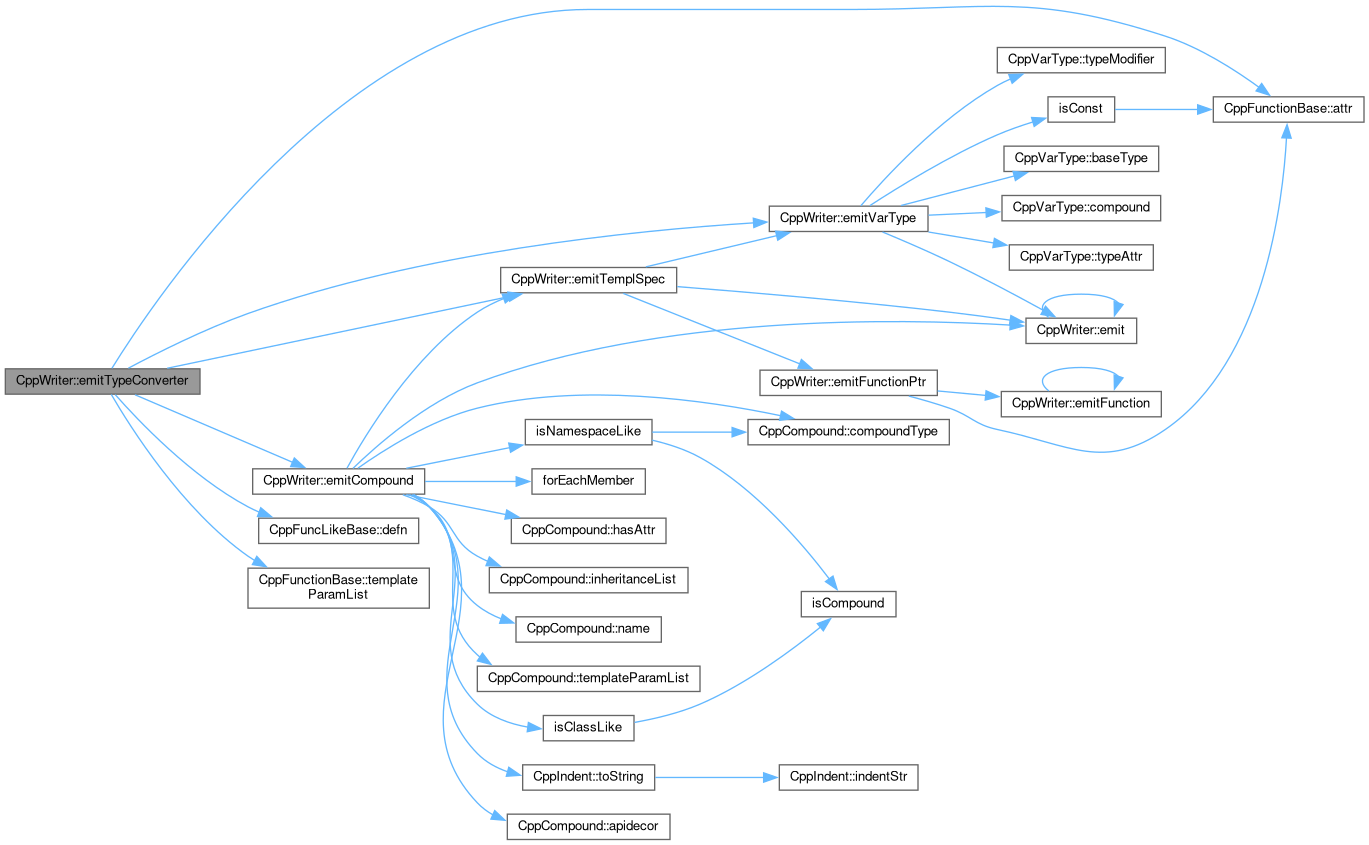 CppVarType::typeModifier
isConst
CppFunctionBase::attr
CppVarType::baseType
CppVarType::compound
CppWriter::emitVarType
CppVarType::typeAttr
CppWriter::emitTemplSpec
CppWriter::emit
CppWriter::emitTypeConverter
CppWriter::emitFunctionPtr
CppWriter::emitFunction
isNamespaceLike
CppCompound::compoundType
CppWriter::emitCompound
forEachMember
CppFuncLikeBase::defn
CppCompound::hasAttr
CppFunctionBase::template
ParamList
CppCompound::inheritanceList
isCompound
CppCompound::name
CppCompound::templateParamList
isClassLike
CppIndent::toString
CppIndent::indentStr
CppCompound::apidecor